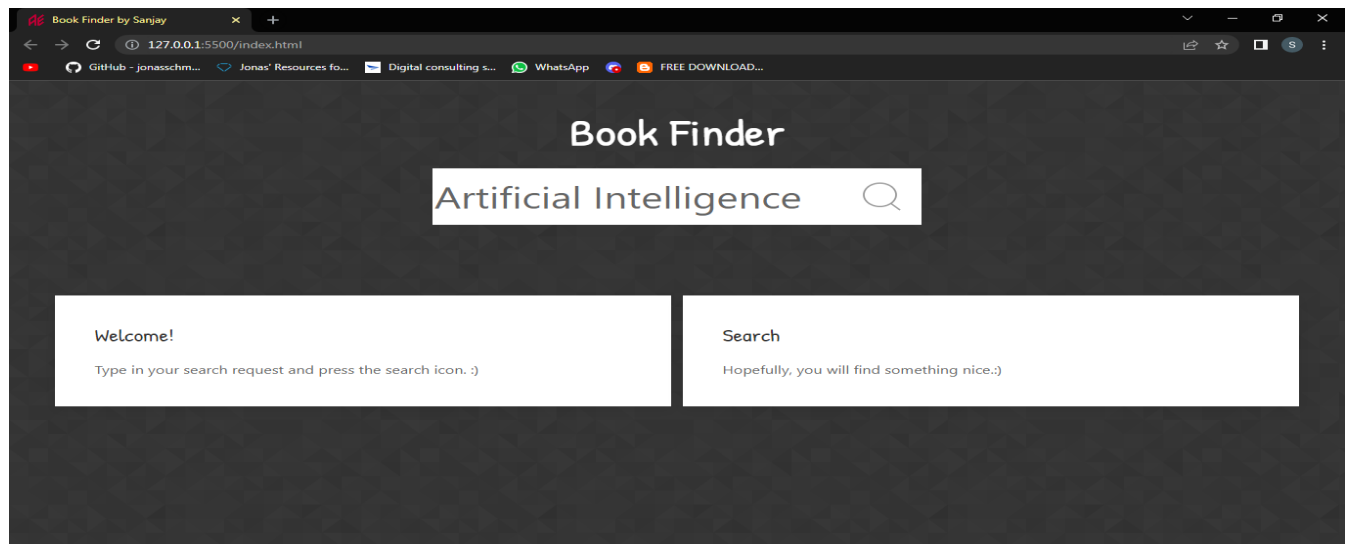 Book Finder by Sanjay
127.0.0.1:5500/index.html
GitHub - jonasschm... Jonas' Resources fo... Digital consulting s... WhatsApp FREE DOWNLOAD...
S
Book Finder
Artificial Intelligence
Welcome!
Type in your search request and press the search icon. :)
Search
Hopefully, you will find something nice.:)